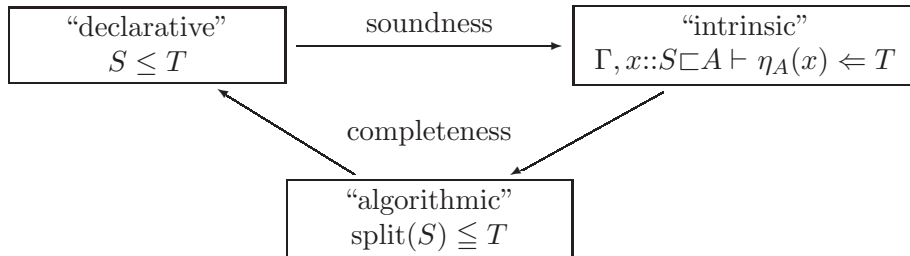 “declarative”
S ≤ T
soundness
“intrinsic”
Γ, x::S⊏A ⊢ η_A(x) ⇐ T
completeness
“algorithmic”
split(S) ≦ T